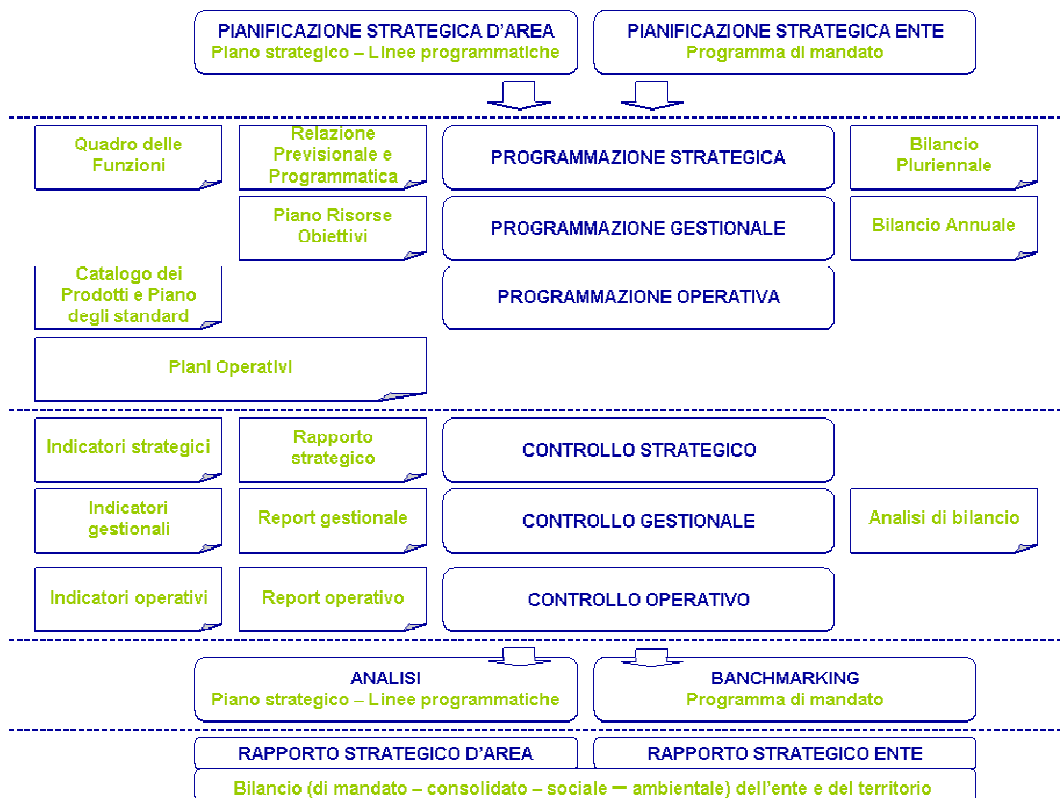 PIANIFICAZIONE STRATEGICA D'AREA
Piano strategico – Linee programmatiche
PIANIFICAZIONE STRATEGICA ENTE
Programma di mandato
Quadro delle
Funzioni
Relazione
Previsionale e
Programmatica
PROGRAMMAZIONE STRATEGICA
Bilancio
Pluriennale
Piano Risorse
Obiettivi
PROGRAMMAZIONE GESTIONALE
Bilancio Annuale
Catalogo dei
Prodotti e Piano
degli standard
PROGRAMMAZIONE OPERATIVA
Piani Operativi
Indicatori strategici
Rapporto
strategico
CONTROLLO STRATEGICO
Indicatori
gestionali
Report gestionale
CONTROLLO GESTIONALE
Analisi di bilancio
Indicatori operativi
Report operativo
CONTROLLO OPERATIVO
ANALISI
Piano strategico – Linee programmatiche
BANCHMARKING
Programma di mandato
RAPPORTO STRATEGICO D'AREA
RAPPORTO STRATEGICO ENTE
Bilancio (di mandato – consolidato – sociale – ambientale) dell'ente e del territorio